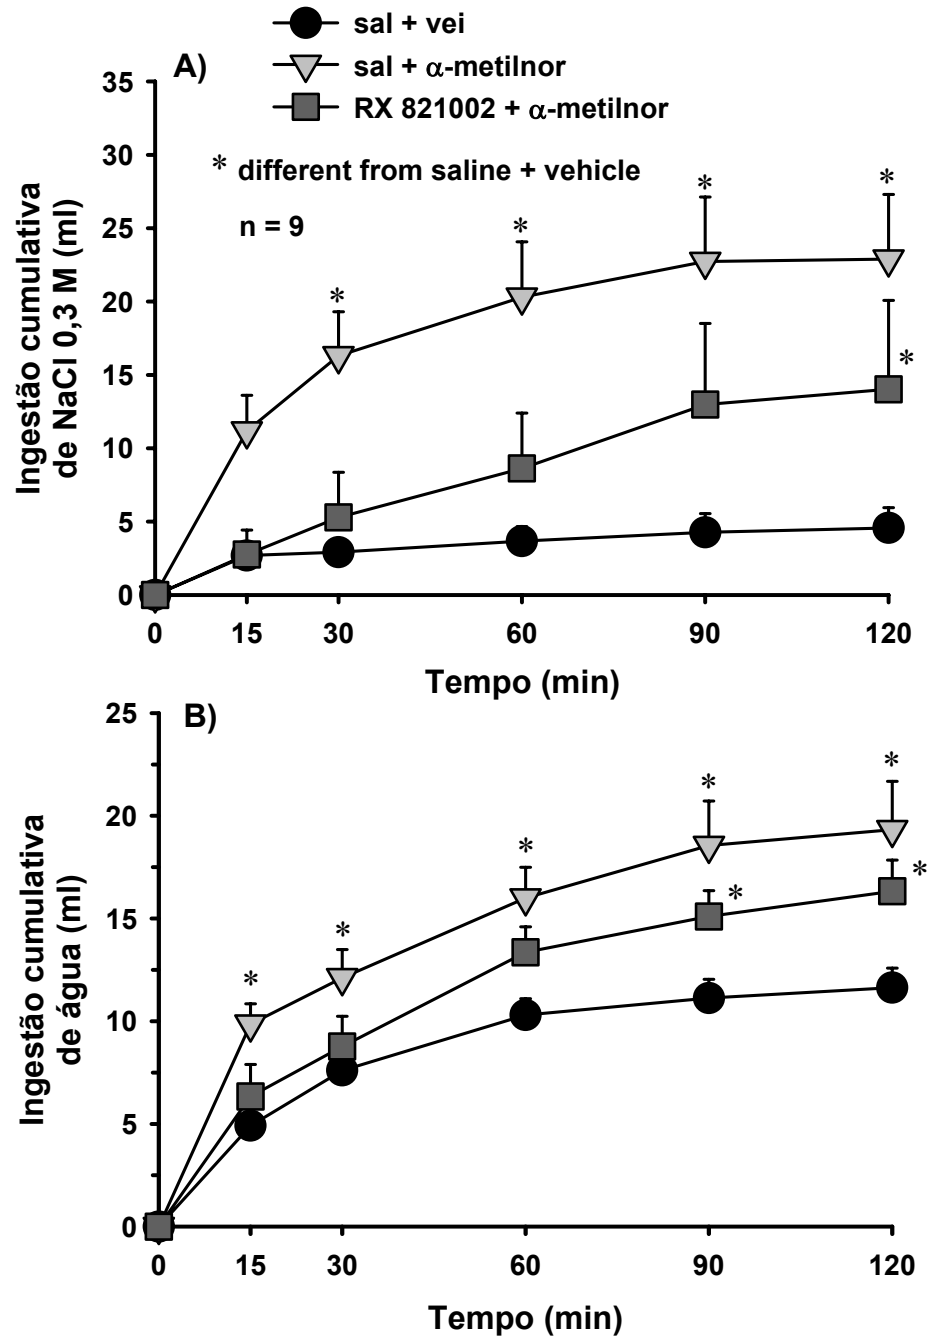 sal + vei
sal + α-metilnor
RX 821002 + α-metilnor
A)
* different from saline + vehicle
n = 9
Ingestão cumulativa
de NaCl 0,3 M (ml)
35
30
25
20
15
10
5
0
* * * * *
0 15 30 60 90 120
Tempo (min)
B)
Ingestão cumulativa
de água (ml)
25
20
15
10
5
0
* * * * * * *
0 15 30 60 90 120
Tempo (min)